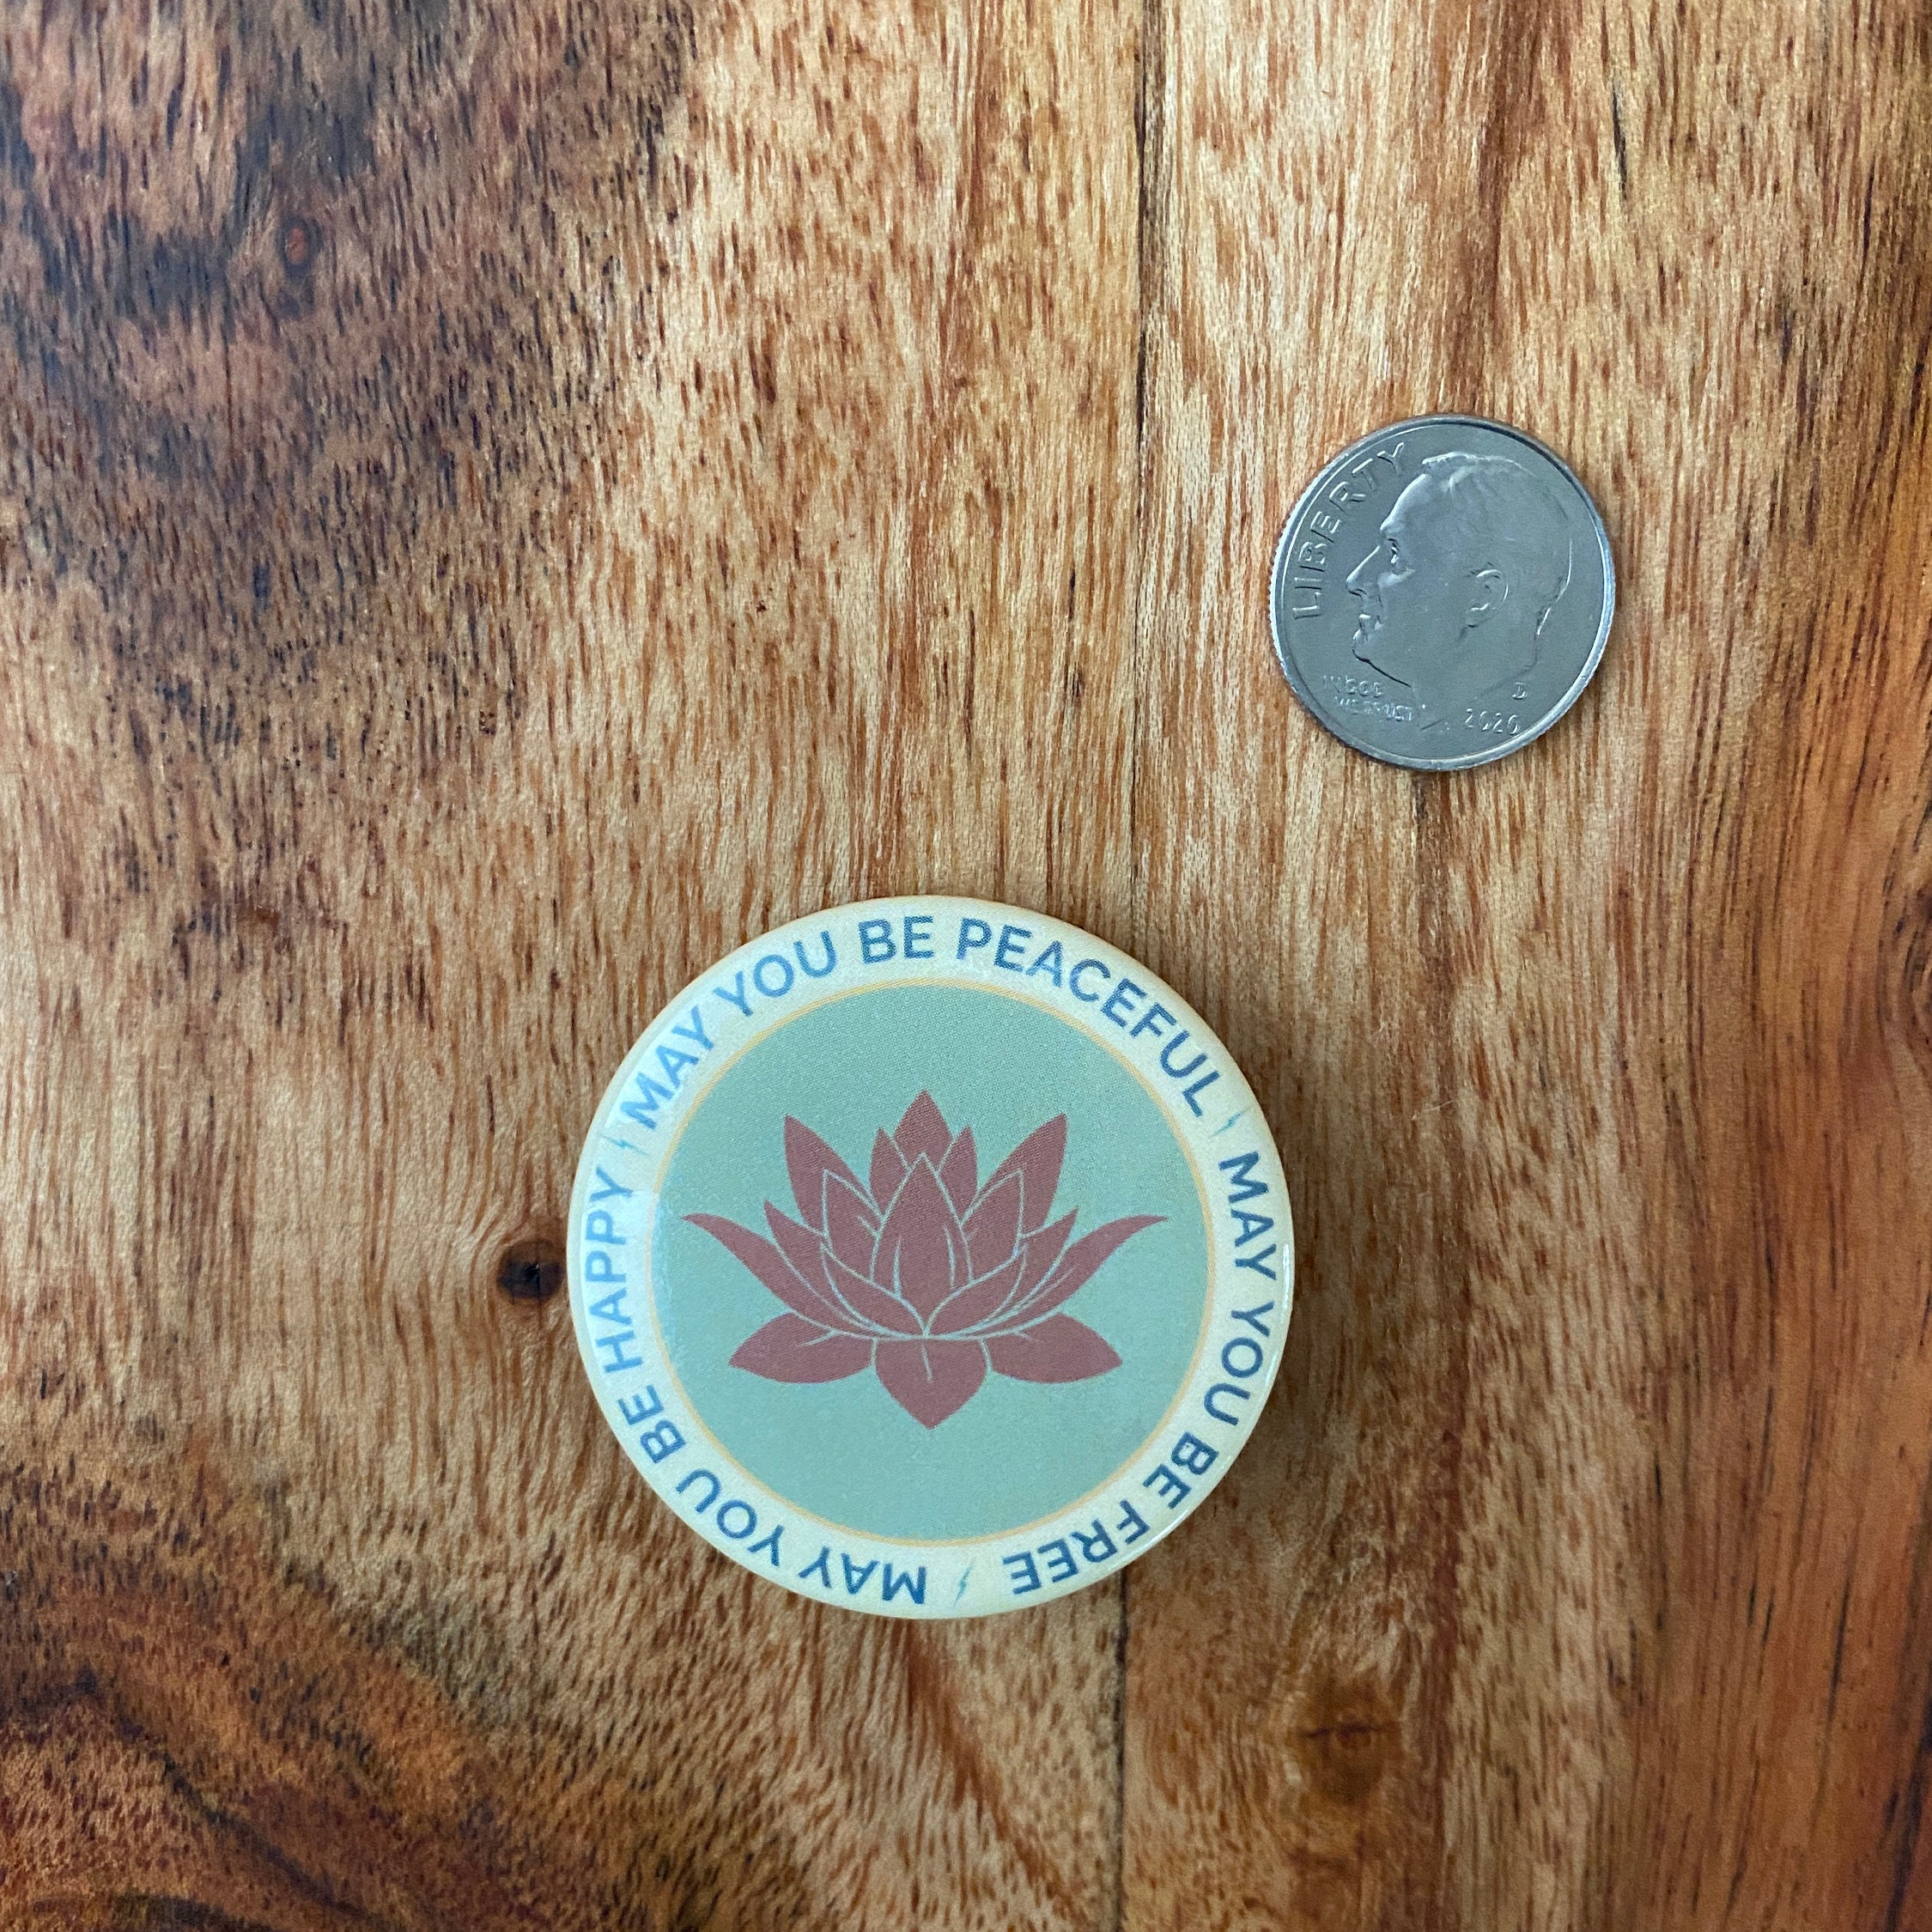 LIBERTY
IN GOD
WE TRUST
D
2020
MAY YOU BE PEACEFUL
MAY YOU BE FREE
MAY YOU BE HAPPY